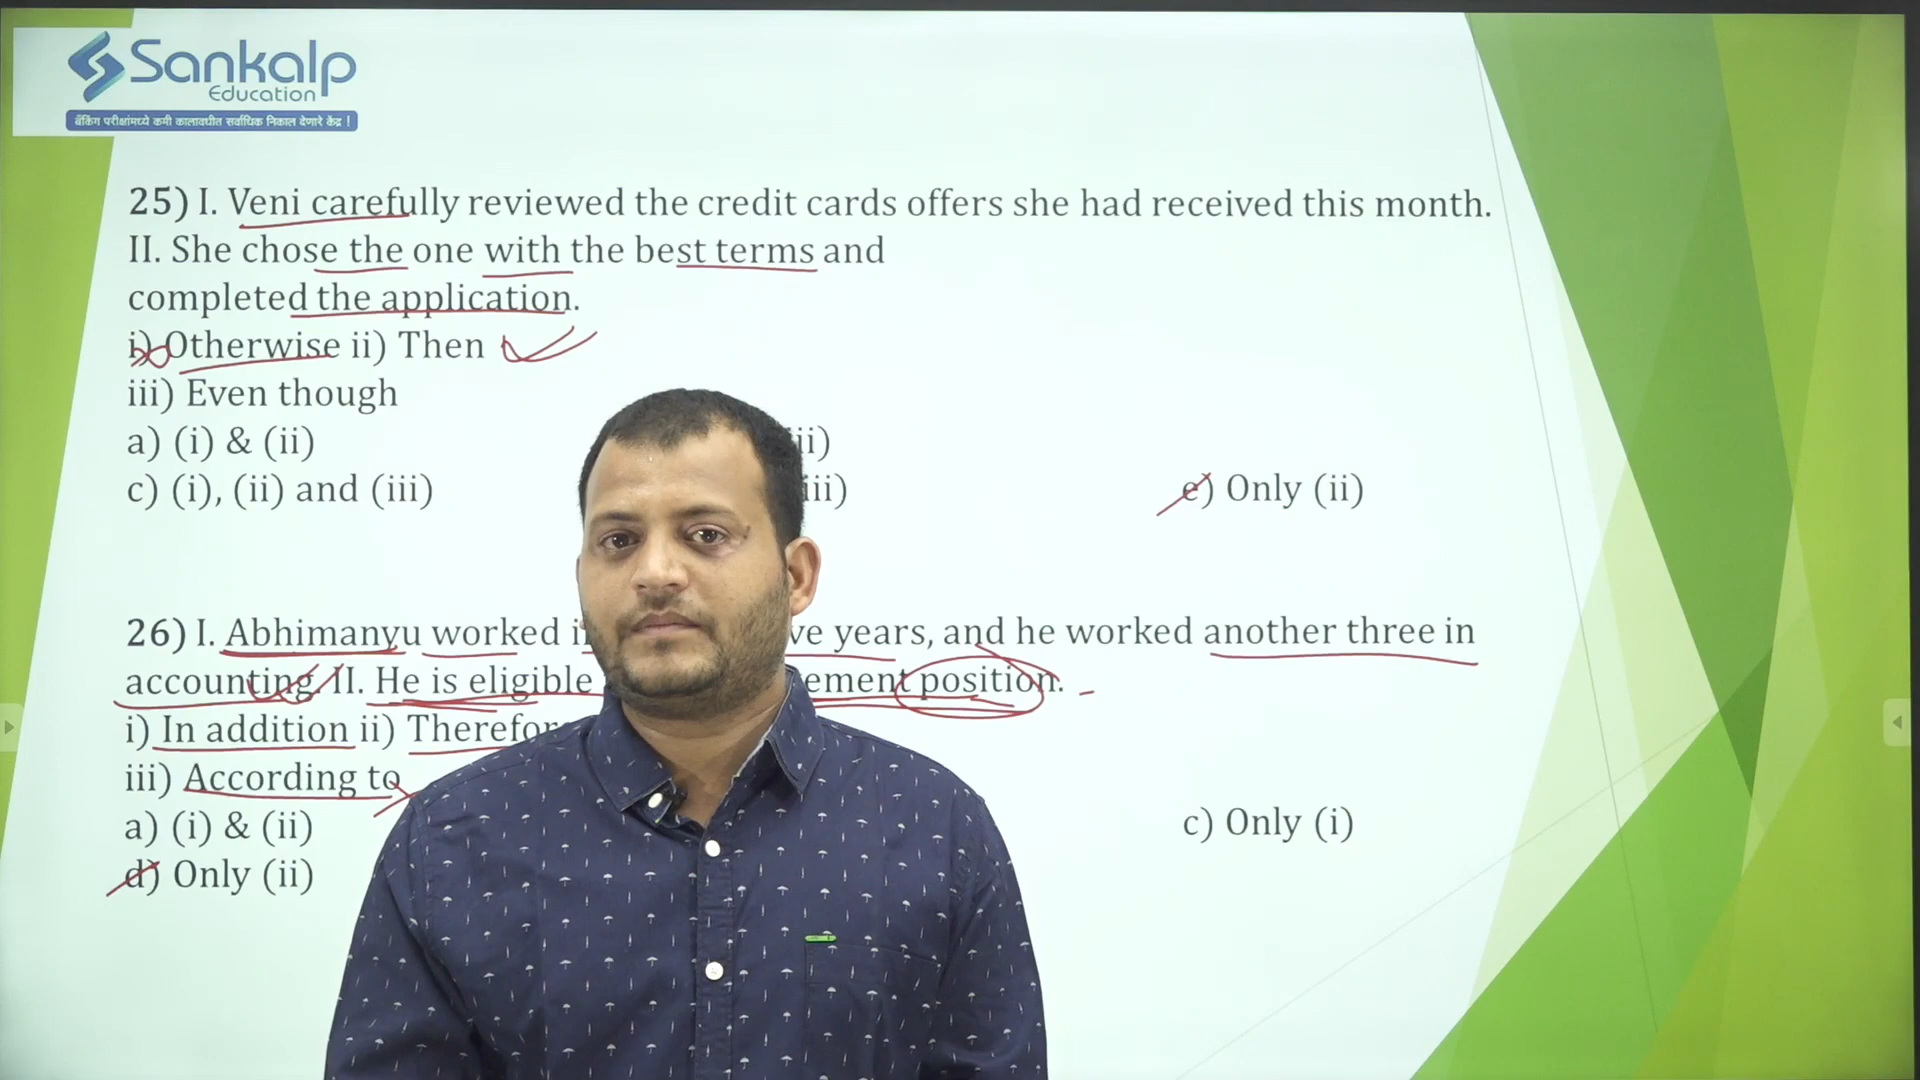 Sankalp
Education
बँकिंग परीक्षांमध्ये कमी कालावधीत सर्वाधिक निकाल देणारे केंद्र !
25) I. Veni carefully reviewed the credit cards offers she had received this month.
II. She chose the one with the best terms and
completed the application.
i) Otherwise ii) Then
iii) Even though
a) (i) & (ii) iii)
c) (i), (ii) and (iii) iii) e) Only (ii)
26) I. Abhimanyu worked years, and he worked another three in
accounting. II. He is eligible position.
i) In addition ii)
iii) According to
a) (i) & (ii) c) Only (i)
d) Only (ii)